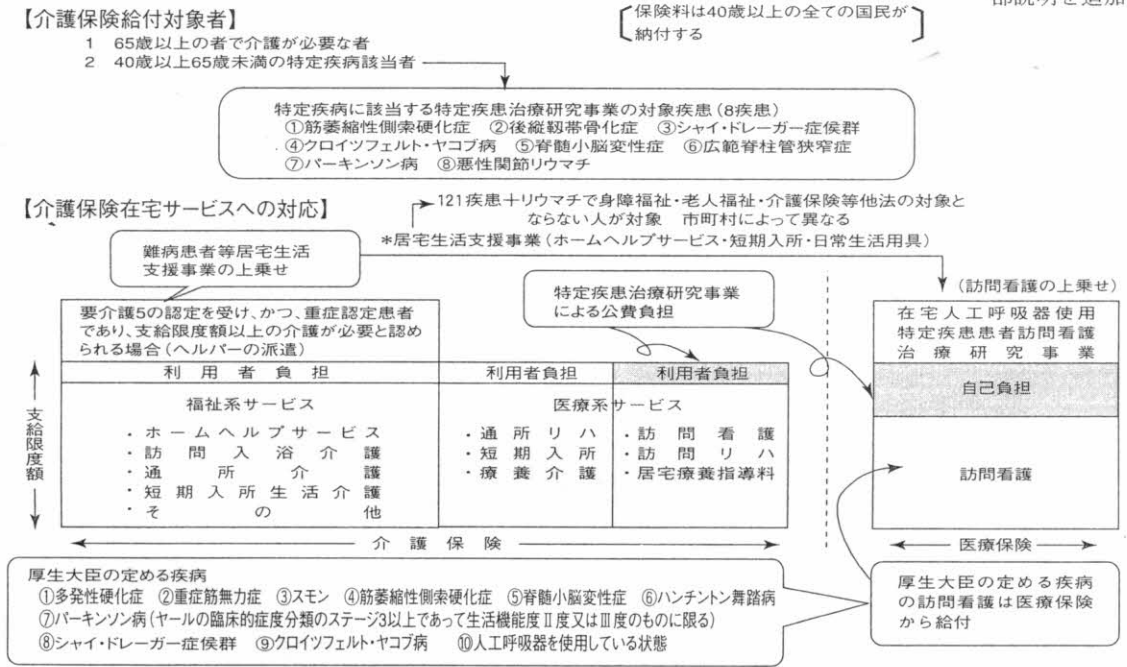 部説明を追加
【介護保険給付対象者】
保険料は40歳以上の全ての国民が
納付する
1 65歳以上の者で介護が必要な者
2 40歳以上65歳未満の特定疾病該当者
特定疾病に該当する特定疾患治療研究事業の対象疾患(8疾患)
①筋萎縮性側索硬化症 ②後縦靱帯骨化症 ③シャイ・ドレーガー症候群
④クロイツフェルト・ヤコブ病 ⑤脊髄小脳変性症 ⑥広範脊柱管狭窄症
⑦パーキンソン病 ⑧悪性関節リウマチ
【介護保険在宅サービスへの対応】
121疾患+リウマチで身障福祉・老人福祉・介護保険等他法の対象と
ならない人が対象 市町村によって異なる
*居宅生活支援事業(ホームヘルプサービス・短期入所・日常生活用具)
難病患者等居宅生活
支援事業の上乗せ
特定疾患治療研究事業
による公費負担
(訪問看護の上乗せ)
要介護5の認定を受け、かつ、重症認定患者
であり、支給限度額以上の介護が必要と認め
られる場合(ヘルパーの派遣)
在宅人工呼吸器使用
特定疾患患者訪問看護
治療研究事業
利用者負担 利用者負担 利用者負担
自己負担
支給限度額
福祉系サービス
・ホームヘルプサービス
・訪問入浴介護
・通所介護
・短期入所生活介護
・その他
医療系サービス
・通所リハ ・訪問看護
・短期入所 ・訪問リハ
・療養介護 ・居宅療養指導料
訪問看護
介護保険
医療保険
厚生大臣の定める疾病
①多発性硬化症 ②重症筋無力症 ③スモン ④筋萎縮性側索硬化症 ⑤脊髄小脳変性症 ⑥ハンチントン舞踏病
⑦パーキンソン病(ヤールの臨床的症度分類のステージ3以上であって生活機能度Ⅱ度又はⅢ度のものに限る)
⑧シャイ・ドレーガー症候群 ⑨クロイツフェルト・ヤコブ病 ⑩人工呼吸器を使用している状態
厚生大臣の定める疾病
の訪問看護は医療保険
から給付